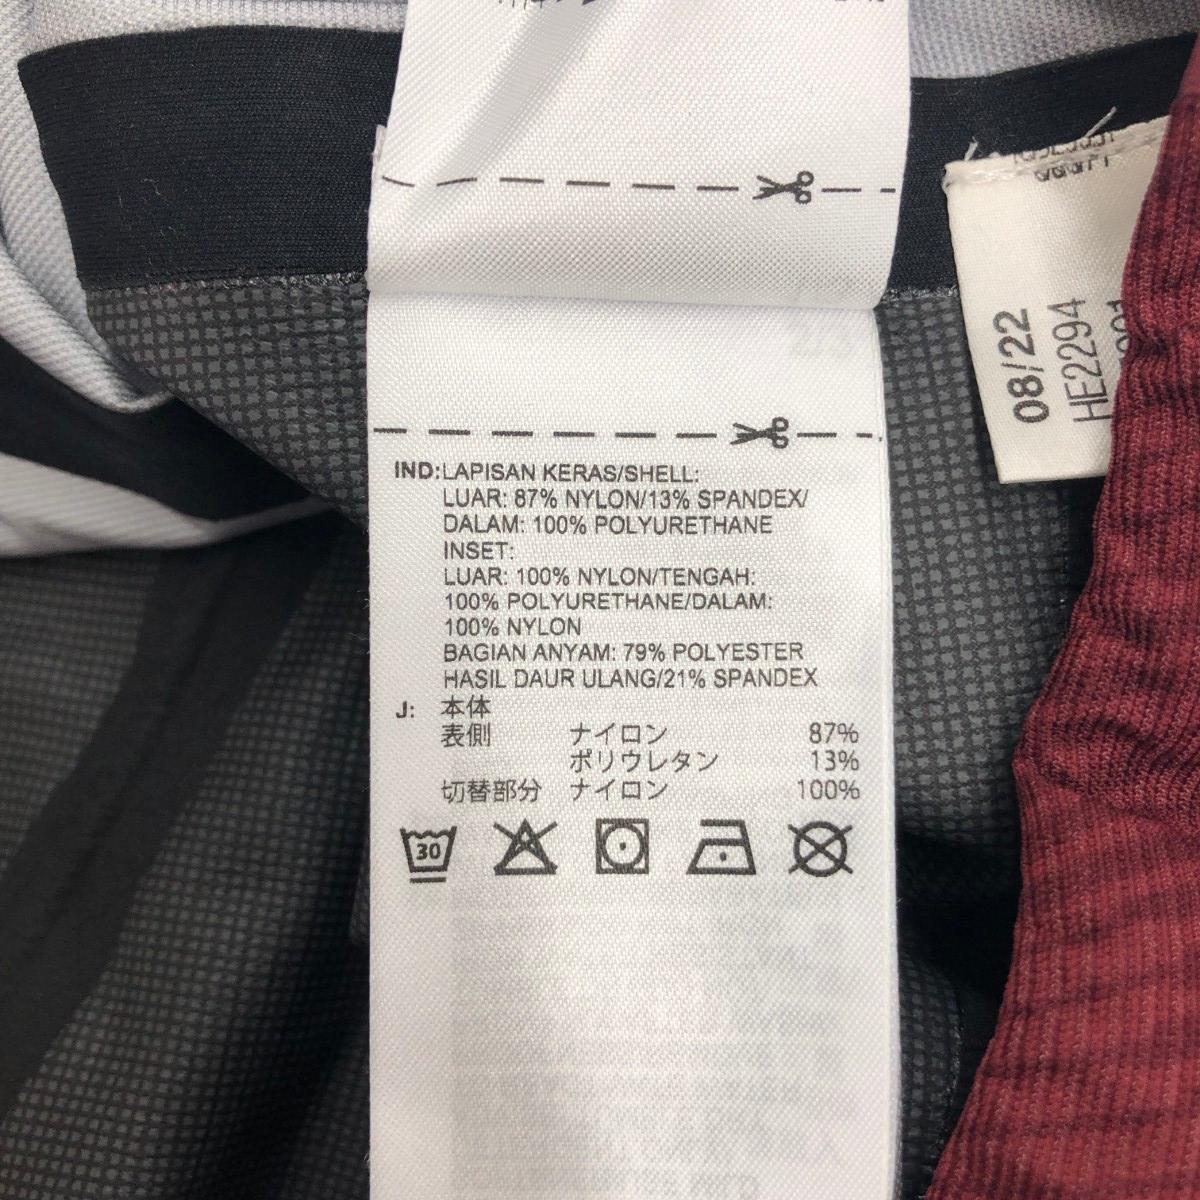 IND:LAPISAN KERAS/SHELL:
LUAR: 87% NYLON/13% SPANDEX/
DALAM: 100% POLYURETHANE
INSET:
LUAR: 100% NYLON/TENGAH:
100% POLYURETHANE/DALAM:
100% NYLON
BAGIAN ANYAM: 79% POLYESTER
HASIL DAUR ULANG/21% SPANDEX
J: 本体
表側 ナイロン 87%
ポリウレタン 13%
切替部分 ナイロン 100%
30
08/22
HE2294